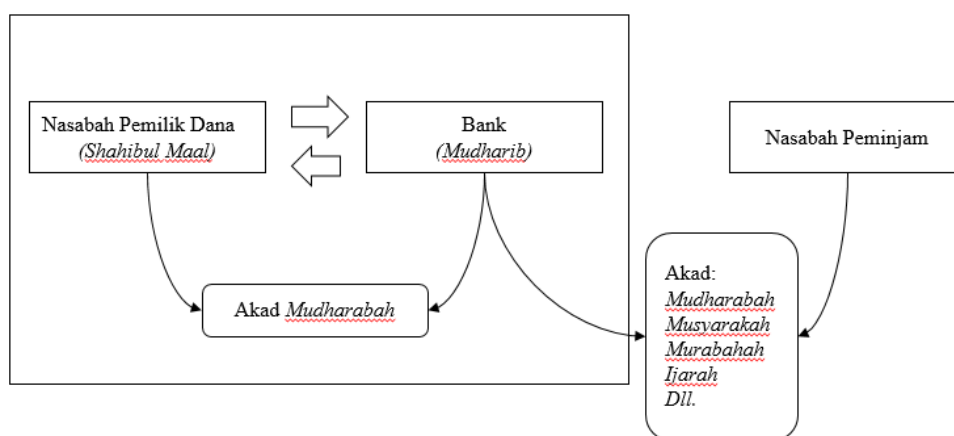 Nasabah Pemilik Dana
(Shahibul Maal)
Bank
(Mudharib)
Nasabah Peminjam
Akad Mudharabah
Akad:
Mudharabah
Musyarakah
Murabahah
Ijarah
Dll.